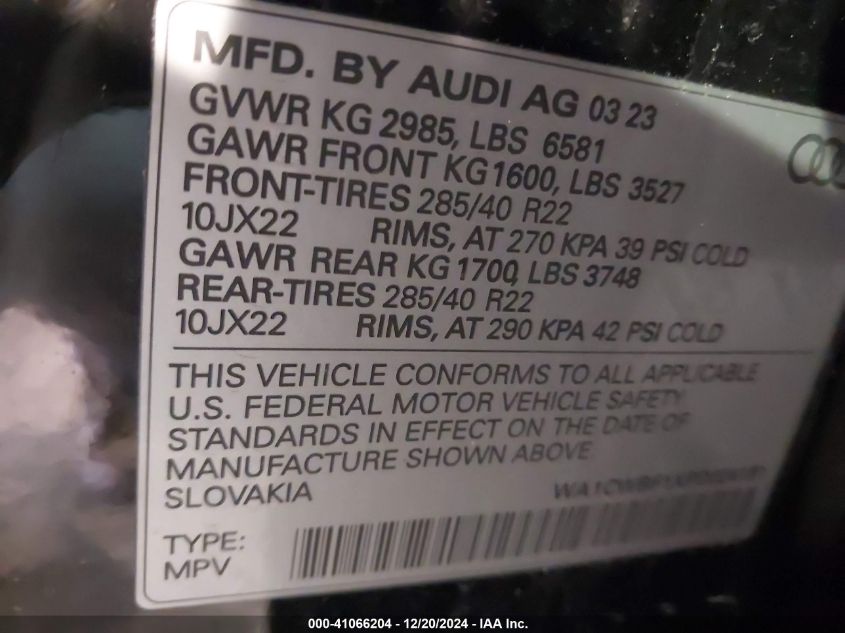 MFD. BY AUDI AG 03 23
GVWR KG 2985, LBS 6581
GAWR FRONT KG1600, LBS 3527
FRONT-TIRES 285/40 R22
10JX22 RIMS, AT 270 KPA 39 PSI COLD
GAWR REAR KG 1700, LBS 3748
REAR-TIRES 285/40 R22
10JX22 RIMS, AT 290 KPA 42 PSI COLD
THIS VEHICLE CONFORMS TO ALL APPLICABLE
U.S. FEDERAL MOTOR VEHICLE SAFETY
STANDARDS IN EFFECT ON THE DATE OF
MANUFACTURE SHOWN ABOVE
SLOVAKIA
TYPE:
MPV
000-41066204 - 12/20/2024 - IAA Inc.